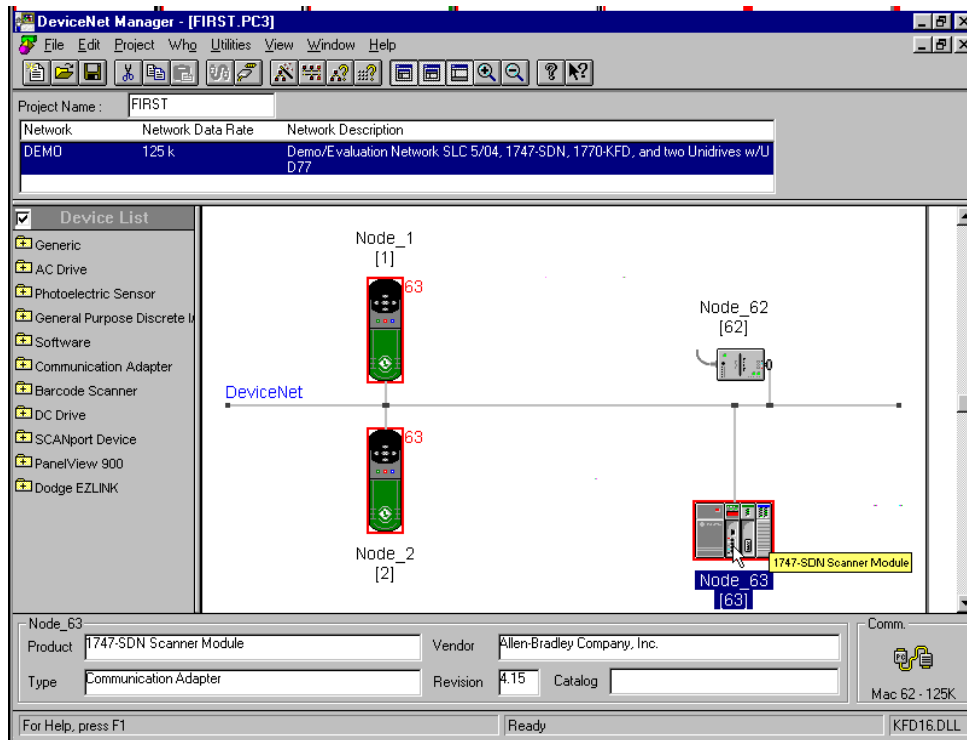 DeviceNet Manager - [FIRST.PC3]
File Edit Project Who Utilities View Window Help
Project Name : FIRST
Network Network Data Rate Network Description
DEMO 125 k Demo/Evaluation Network SLC 5/04, 1747-SDN, 1770-KFD, and two Unidrives w/U
D77
Device List
Generic
AC Drive
Photoelectric Sensor
General Purpose Discrete I/
Software
Communication Adapter
Barcode Scanner
DC Drive
SCANport Device
PanelView 900
Dodge EZLINK
Node_1
[1]
63
Node_62
[62]
DeviceNet
63
Node_2
[2]
1747-SDN Scanner Module
Node_63
[63]
Node_63
Product 1747-SDN Scanner Module Vendor Allen-Bradley Company, Inc.
Type Communication Adapter Revision 4.15 Catalog
Comm.
Mac 62 - 125K
For Help, press F1 Ready KFD16.DLL